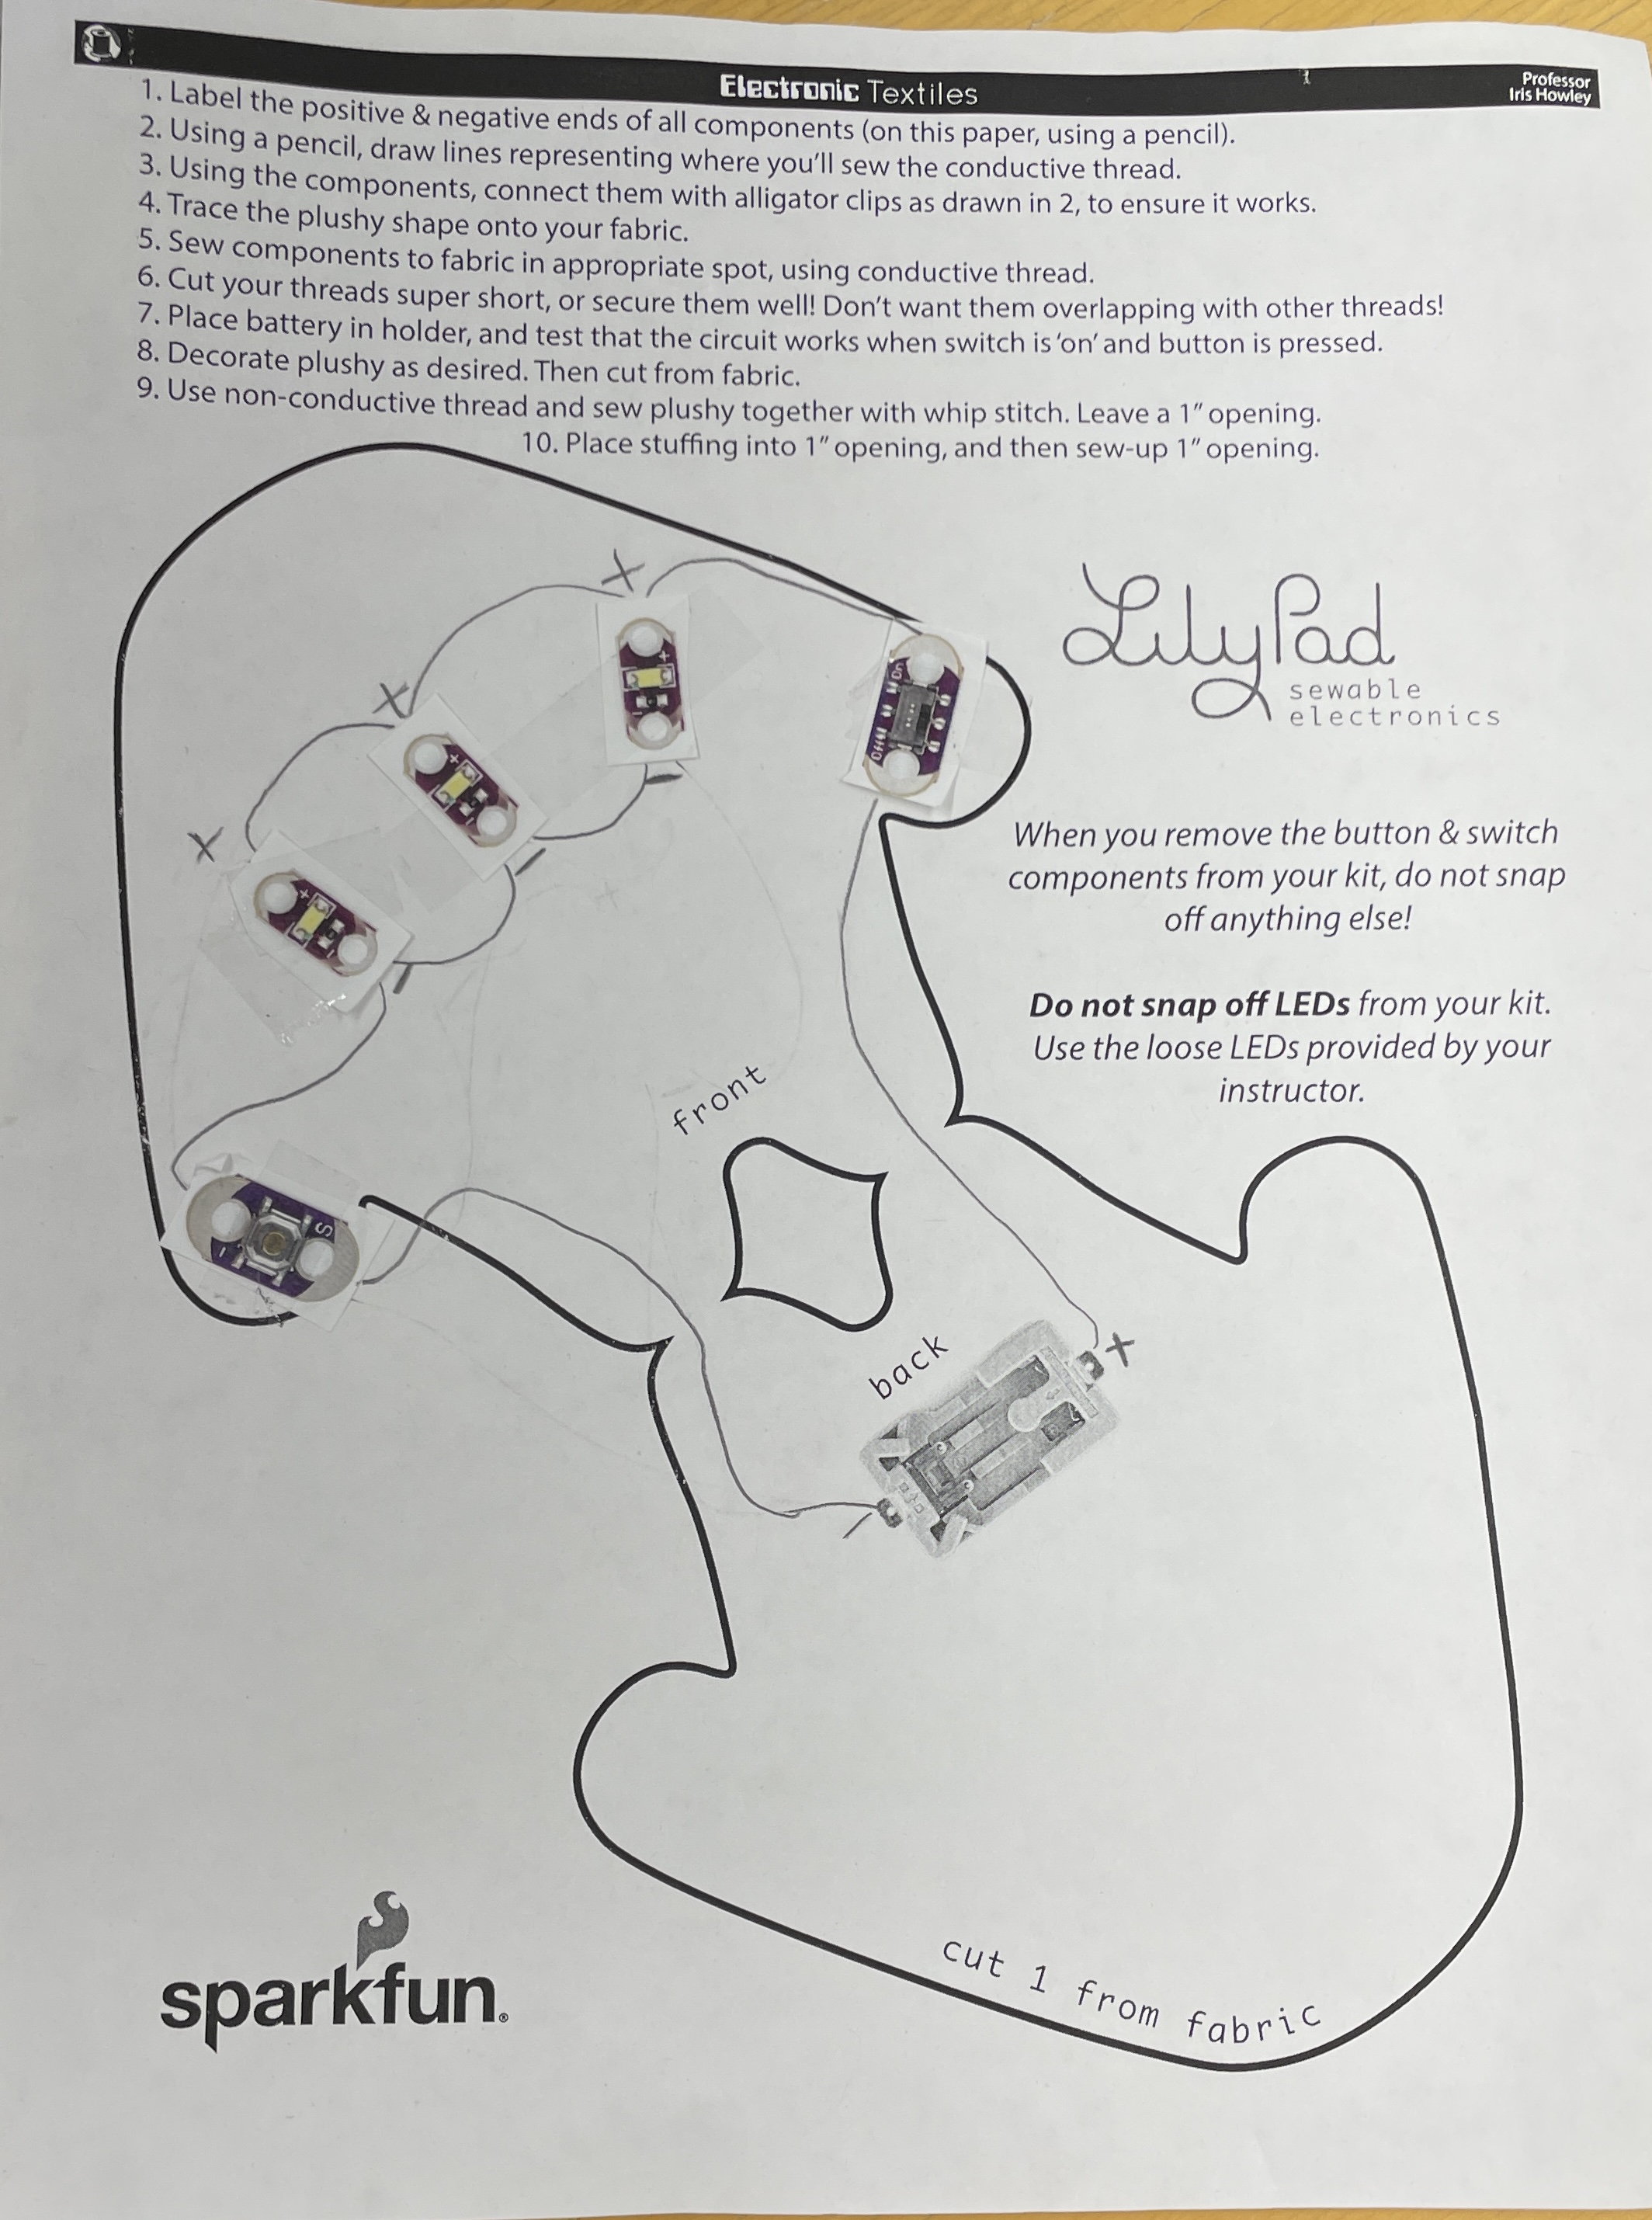 Electronic Textiles
Professor
Iris Howley
1. Label the positive & negative ends of all components (on this paper, using a pencil).
2. Using a pencil, draw lines representing where you'll sew the conductive thread.
3. Using the components, connect them with alligator clips as drawn in 2, to ensure it works.
4. Trace the plushy shape onto your fabric.
5. Sew components to fabric in appropriate spot, using conductive thread.
6. Cut your threads super short, or secure them well! Don't want them overlapping with other threads!
7. Place battery in holder, and test that the circuit works when switch is 'on' and button is pressed.
8. Decorate plushy as desired. Then cut from fabric.
9. Use non-conductive thread and sew plushy together with whip stitch. Leave a 1" opening.
10. Place stuffing into 1" opening, and then sew-up 1" opening.
+
+
+
+
-
-
+
-
+
-
On
Off
LilyPad
sewable
electronics
When you remove the button & switch
components from your kit, do not snap
off anything else!
Do not snap off LEDs from your kit.
Use the loose LEDs provided by your
instructor.
+
-
-
front
S
-
back
+
-
cut 1 from fabric
sparkfun®